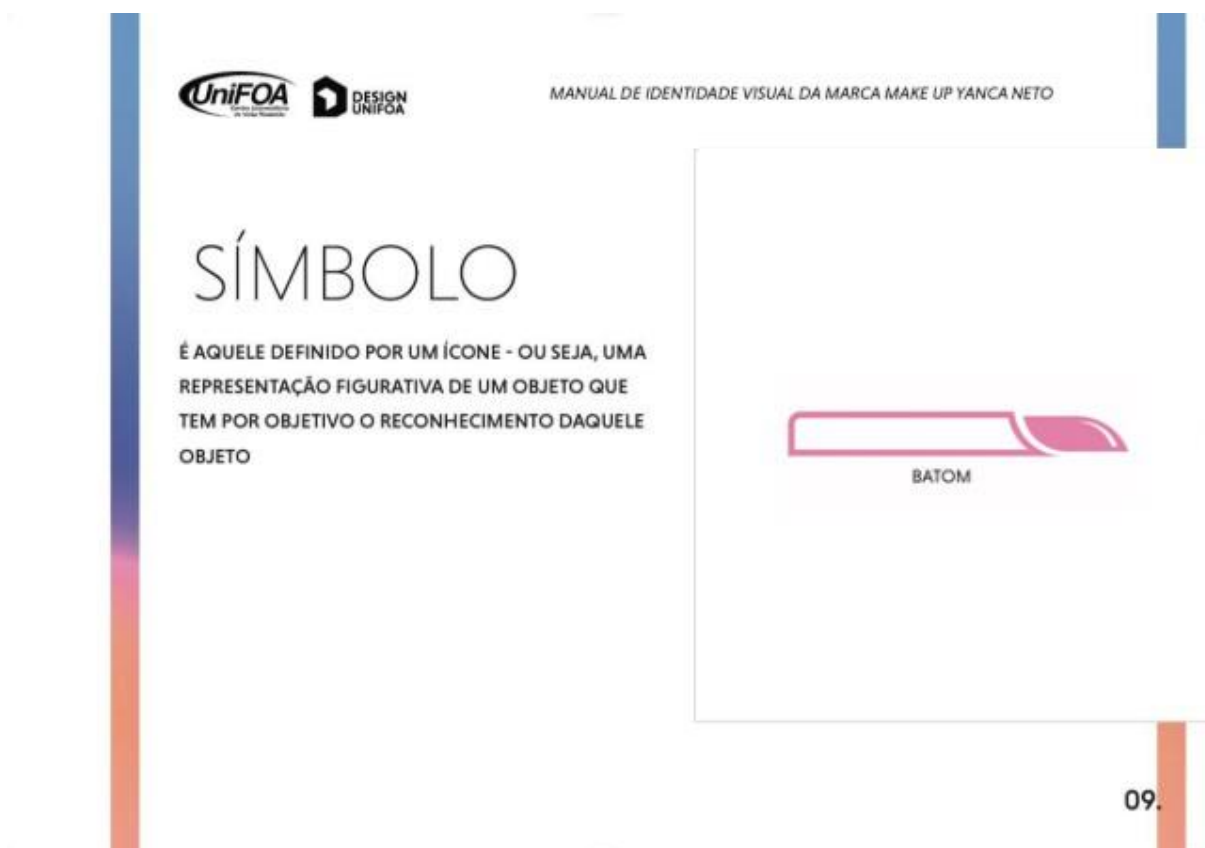 UniFOA
DESIGN
UNIFOA
MANUAL DE IDENTIDADE VISUAL DA MARCA MAKE UP YANCA NETO
SÍMBOLO
É AQUELE DEFINIDO POR UM ÍCONE - OU SEJA, UMA
REPRESENTAÇÃO FIGURATIVA DE UM OBJETO QUE
TEM POR OBJETIVO O RECONHECIMENTO DAQUELE
OBJETO
BATOM
09.